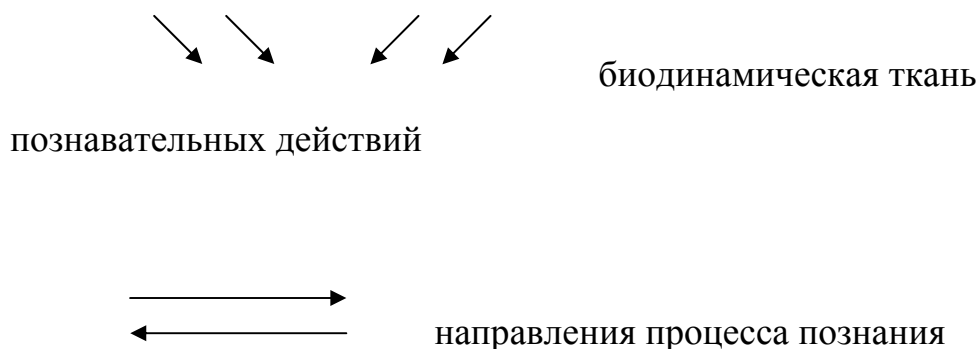 биодинамическая ткань
познавательных действий
направления процесса познания